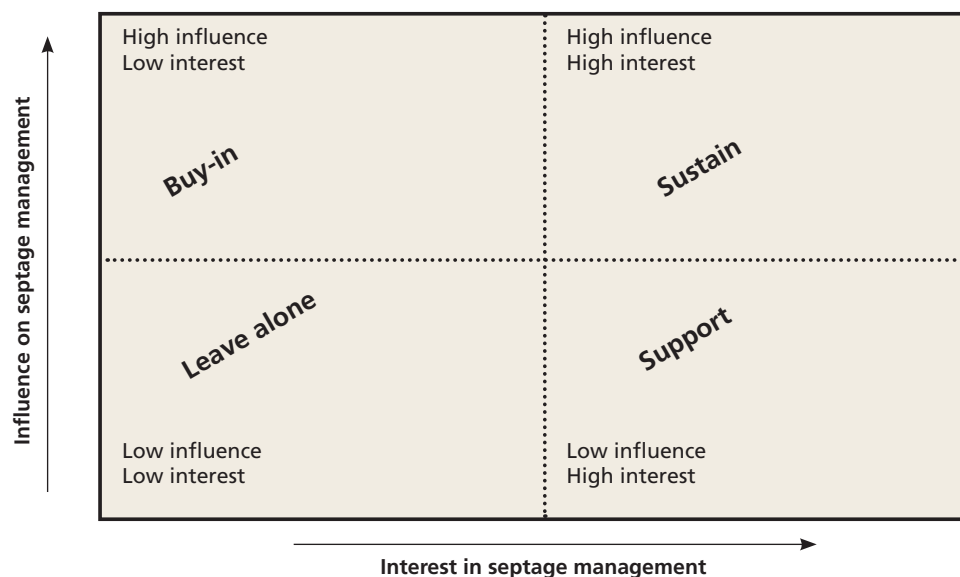 High influence
Low interest
High influence
High interest
Buy-in
Sustain
Influence on septage management
Leave alone
Support
Low influence
Low interest
Low influence
High interest
Interest in septage management